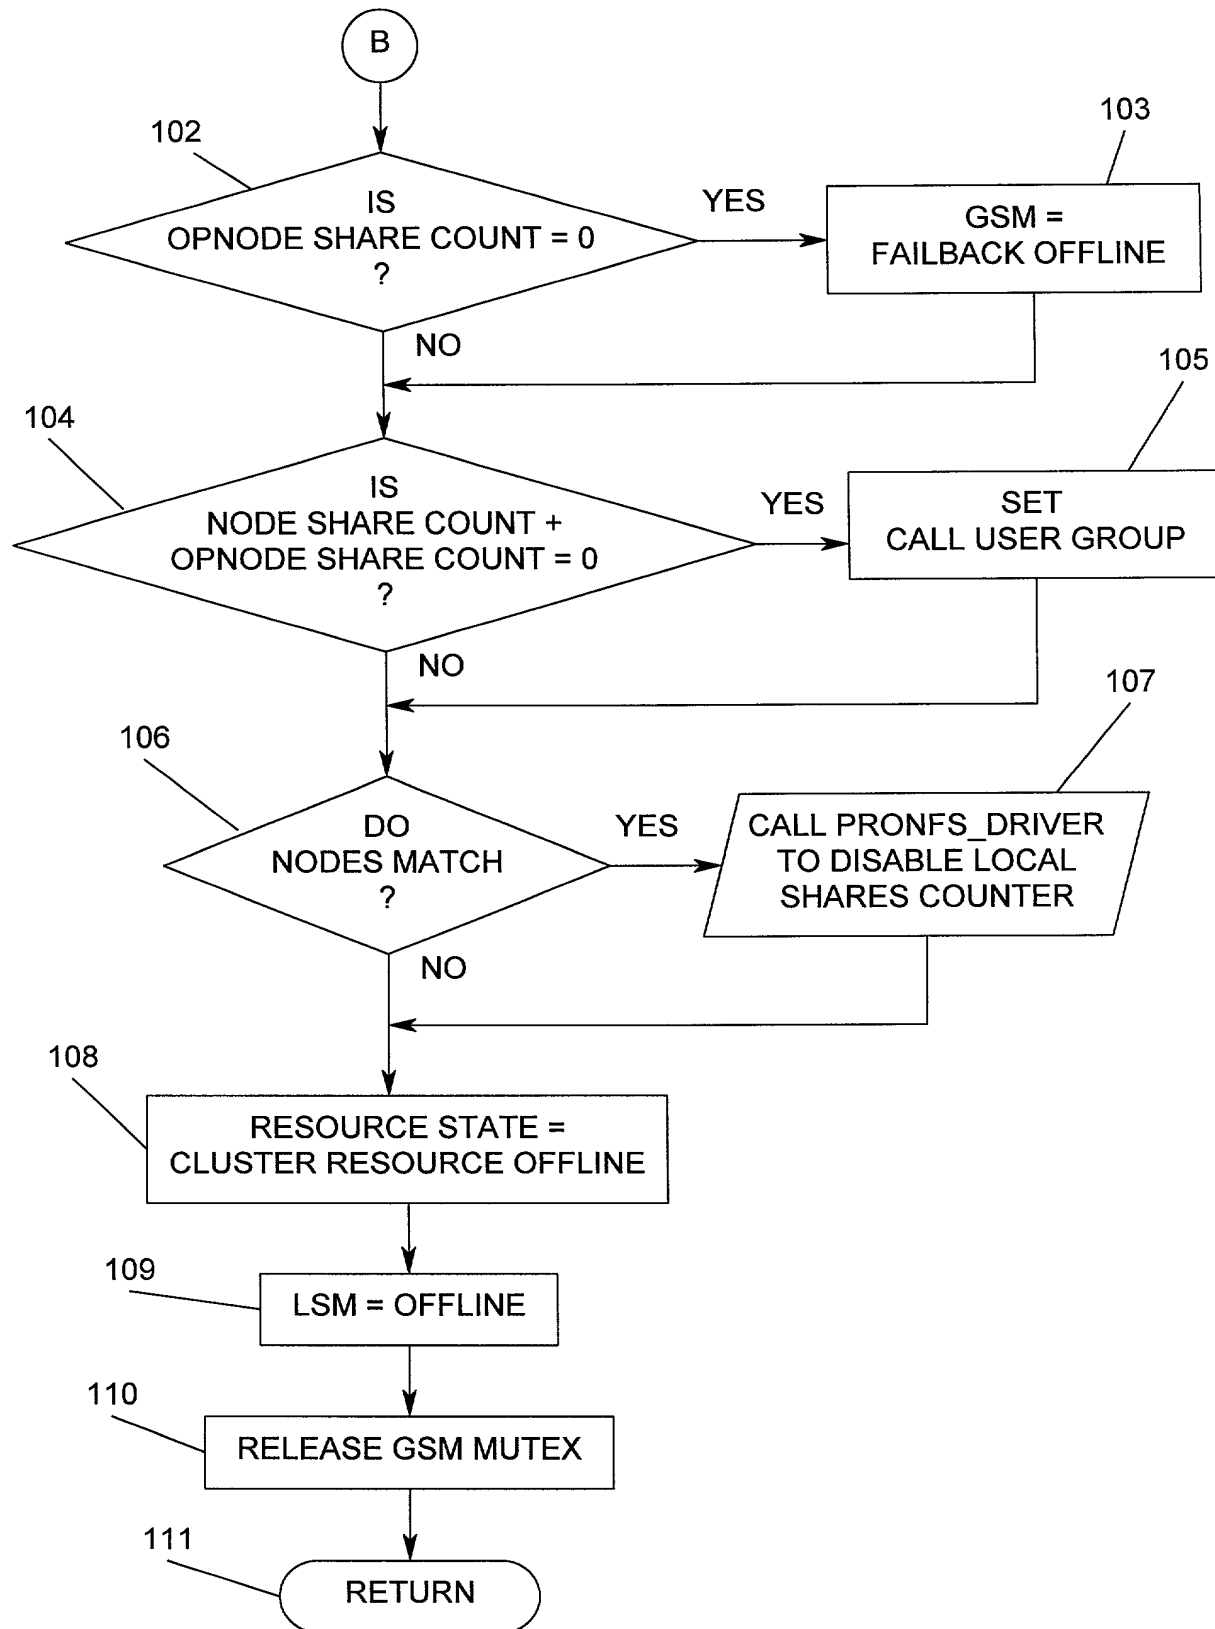 B
102
103
IS
OPNODE SHARE COUNT = 0
?
YES
GSM =
FAILBACK OFFLINE
NO
104
105
IS
NODE SHARE COUNT +
OPNODE SHARE COUNT = 0
?
YES
SET
CALL USER GROUP
NO
106
107
DO
NODES MATCH
?
YES
CALL PRONFS_DRIVER
TO DISABLE LOCAL
SHARES COUNTER
NO
108
RESOURCE STATE =
CLUSTER RESOURCE OFFLINE
109
LSM = OFFLINE
110
RELEASE GSM MUTEX
111
RETURN